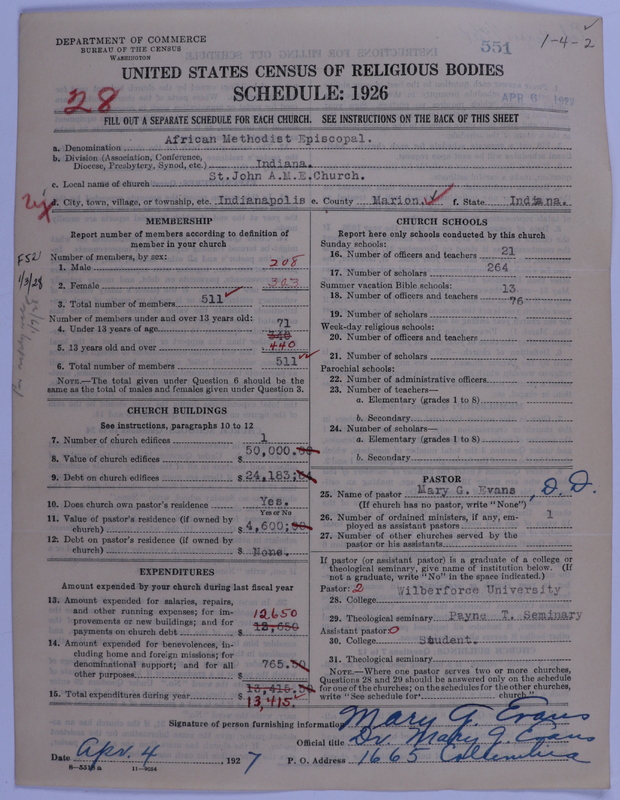 DEPARTMENT OF COMMERCE
BUREAU OF THE CENSUS
WASHINGTON
551
1-4-2
UNITED STATES CENSUS OF RELIGIOUS BODIES
28
SCHEDULE: 1926
APR 6 1927
FILL OUT A SEPARATE SCHEDULE FOR EACH CHURCH. SEE INSTRUCTIONS ON THE BACK OF THIS SHEET
a. Denomination African Methodist Episcopal.
b. Division (Association, Conference, Diocese, Presbytery, Synod, etc.) Indiana.
c. Local name of church St.John A.M.E.Church.
d. City, town, village, or township, etc. Indianapolis e. County Marion. f. State Indiana.
MEMBERSHIP
Report number of members according to definition of member in your church
Number of members, by sex:
1. Male 208
2. Female 303
3. Total number of members 511
Number of members under and over 13 years old:
4. Under 13 years of age 71
5. 13 years old and over 340 440
6. Total number of members 511
NOTE.—The total given under Question 6 should be the same as the total of males and females given under Question 3.
F52
1/3/28
CHURCH BUILDINGS
See instructions, paragraphs 10 to 12
7. Number of church edifices 1
8. Value of church edifices $ 50,000.00
9. Debt on church edifices $ 24,183;
10. Does church own pastor's residence Yes.
Yes or No
11. Value of pastor's residence (if owned by church) $ 4,600;00
12. Debt on pastor's residence (if owned by church) $ None.
EXPENDITURES
Amount expended by your church during last fiscal year
13. Amount expended for salaries, repairs, and other running expenses; for improvements or new buildings; and for payments on church debt $ 12650 12,650
14. Amount expended for benevolences, including home and foreign missions; for denominational support; and for all other purposes $ 765.50
15. Total expenditures during year $ 13,415.50 13,415
CHURCH SCHOOLS
Report here only schools conducted by this church
Sunday schools:
16. Number of officers and teachers 21
17. Number of scholars 264
Summer vacation Bible schools:
18. Number of officers and teachers 13
76
19. Number of scholars
Week-day religious schools:
20. Number of officers and teachers
21. Number of scholars
Parochial schools:
22. Number of administrative officers
23. Number of teachers—
a. Elementary (grades 1 to 8)
b. Secondary
24. Number of scholars—
a. Elementary (grades 1 to 8)
b. Secondary
PASTOR
25. Name of pastor Mary G. Evans, D. D.
(If church has no pastor, write "None")
26. Number of ordained ministers, if any, employed as assistant pastors 1
27. Number of other churches served by the pastor or his assistants
If pastor (or assistant pastor) is a graduate of a college or theological seminary, give name of institution below. (If not a graduate, write "No" in the space indicated.)
Pastor: 2
28. College Wilberforce University
29. Theological seminary Payne T. Seminary
Assistant pastor: 0
30. College Student.
31. Theological seminary
NOTE.—Where one pastor serves two or more churches, Questions 28 and 29 should be answered only on the schedule for one of the churches; on the schedules for the other churches, write "See schedule for church."
Signature of person furnishing information Mary G. Evans
Official title Dr. Mary G. Evans
Date Apr. 4, 1927 P. O. Address 1665 Columbia
8—5318a 11—9054